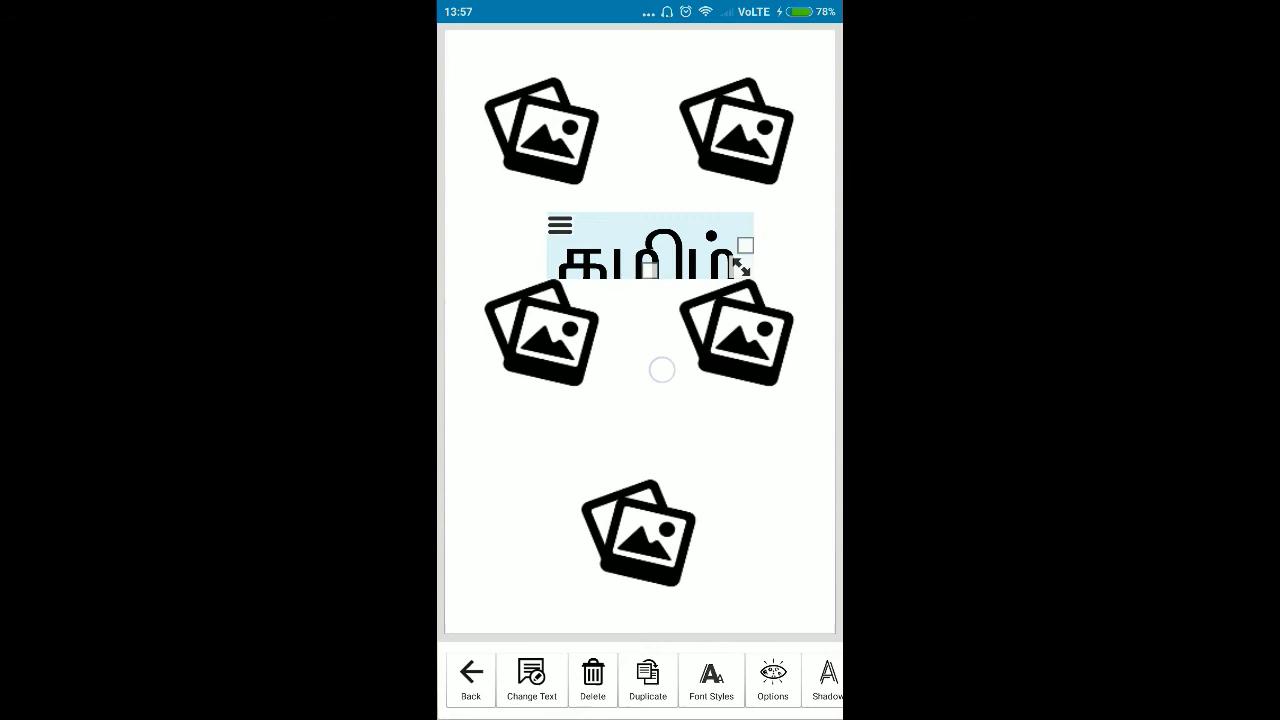 13:57 ... VoLTE 78%
தமிம்
Back Change Text Delete Duplicate Font Styles Options Shadow